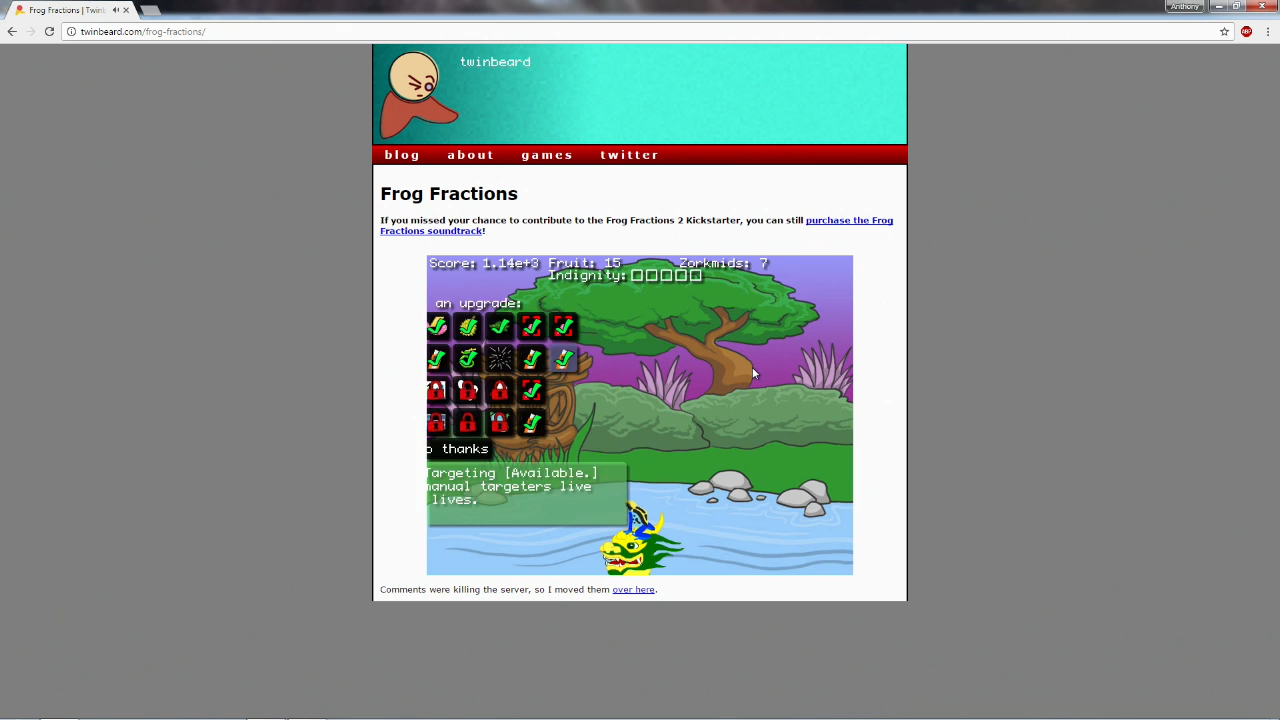 Frog Fractions | Twinb
Anthony
twinbeard.com/frog-fractions/
ABP
twinbeard
blog about games twitter
Frog Fractions
If you missed your chance to contribute to the Frog Fractions 2 Kickstarter, you can still purchase the Frog
Fractions soundtrack!
Score: 1.14e+3 Fruit: 15 Zorkmids: 7
Indignity:
an upgrade:
o thanks
Targeting [Available.]
manual targeters live
lives.
Comments were killing the server, so I moved them over here.